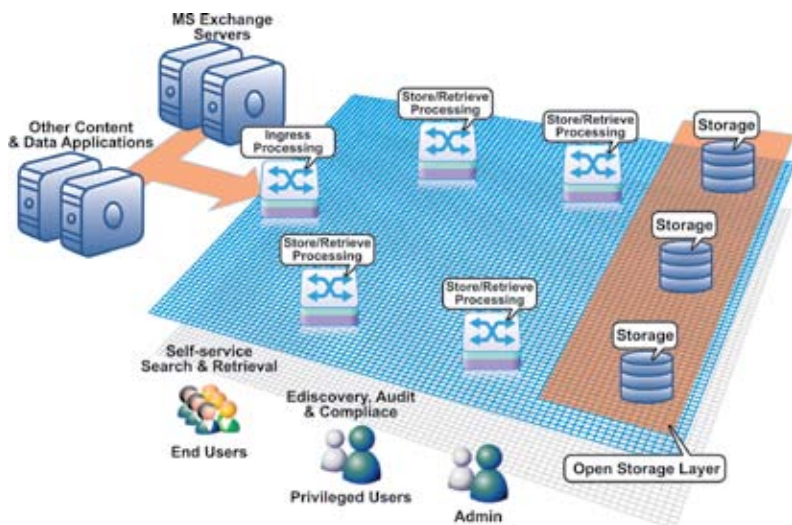 MS Exchange
Servers
Other Content
& Data Applications
Ingress
Processing
Store/Retrieve
Processing
Store/Retrieve
Processing
Storage
Store/Retrieve
Processing
Store/Retrieve
Processing
Storage
Storage
Self-service
Search & Retrieval
End Users
Ediscovery, Audit
& Compliace
Privileged Users
Admin
Open Storage Layer